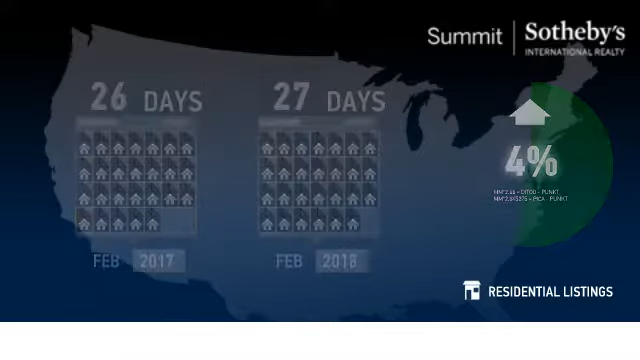 Summit
Sotheby's
INTERNATIONAL REALTY
26 DAYS
27 DAYS
4%
FEB 2017
FEB 2018
RESIDENTIAL LISTINGS